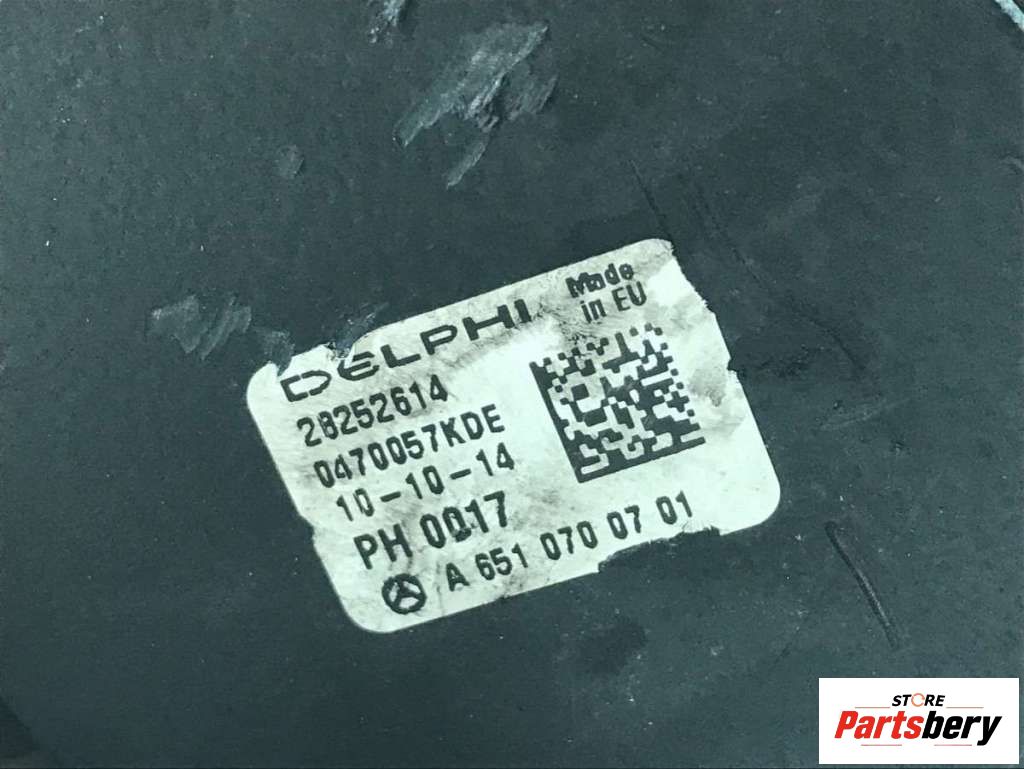 DELPHI
Made
in EU
28252614
0470057KDE
10-10-14
PH 0017
A 651 070 07 01
STORE
Partsbery